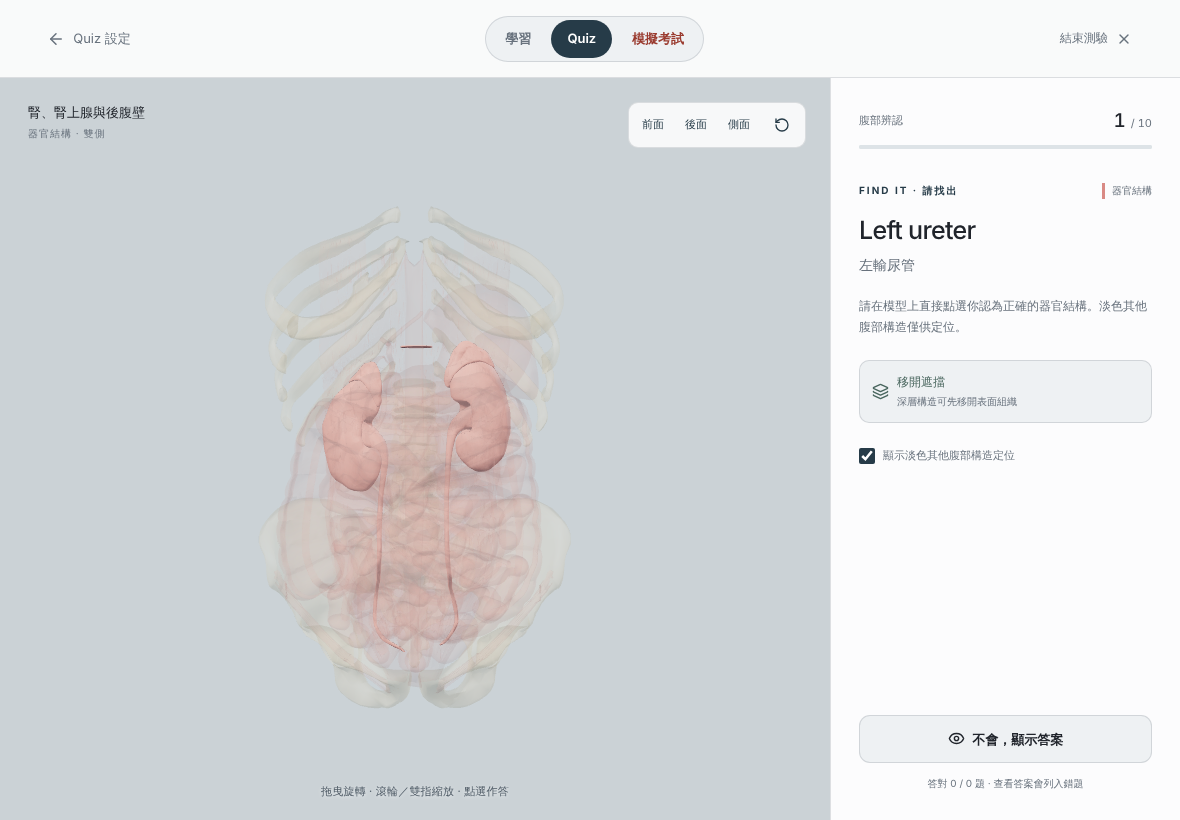 Quiz 設定
學習
Quiz
模擬考試
結束測驗
腎、腎上腺與後腹壁
器官結構 · 雙側
前面
後面
側面
拖曳旋轉 · 滾輪／雙指縮放 · 點選作答
腹部辨認
1 / 10
FIND IT · 請找出
器官結構
Left ureter
左輸尿管
請在模型上直接點選你認為正確的器官結構。淡色其他
腹部構造僅供定位。
移開遮擋
深層構造可先移開表面組織
顯示淡色其他腹部構造定位
不會，顯示答案
答對 0 / 0 題 · 查看答案會列入錯題